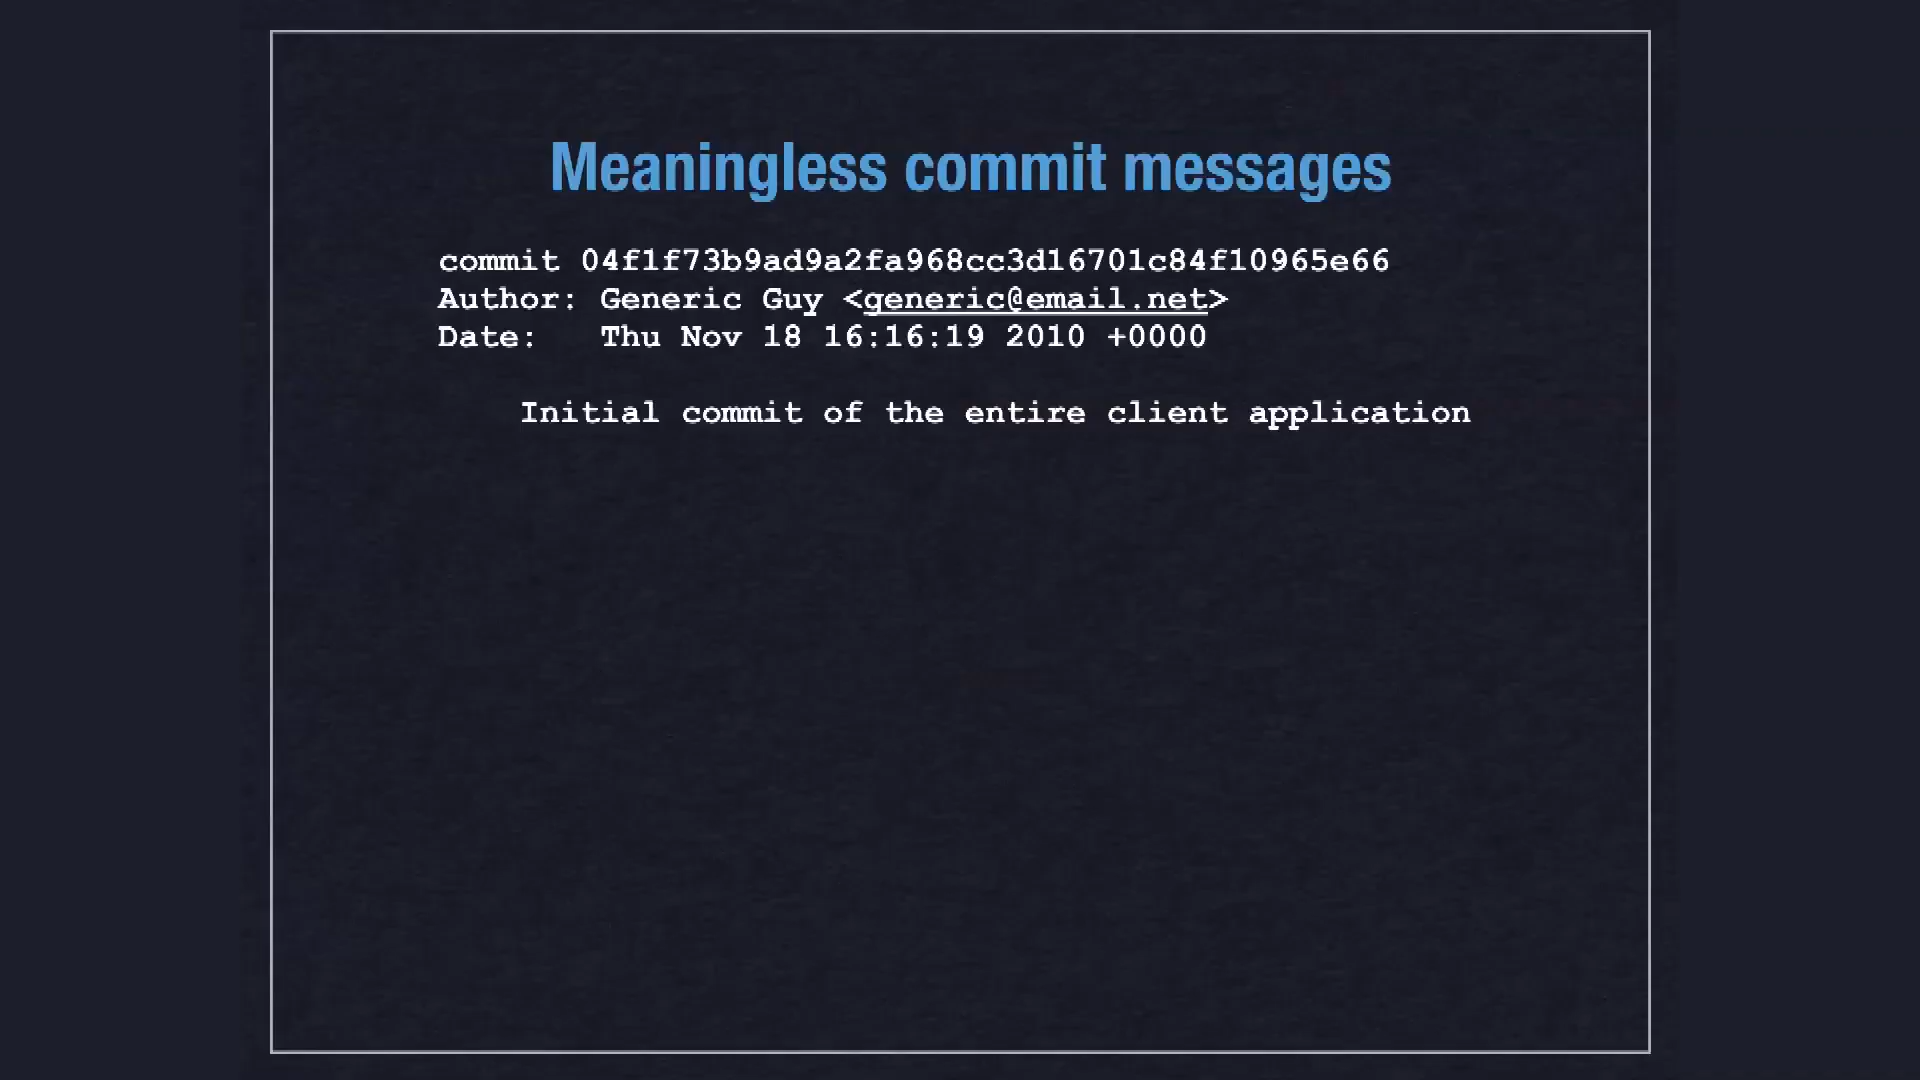 Meaningless commit messages
commit 04f1f73b9ad9a2fa968cc3d16701c84f10965e66
Author: Generic Guy <generic@email.net>
Date:   Thu Nov 18 16:16:19 2010 +0000
Initial commit of the entire client application